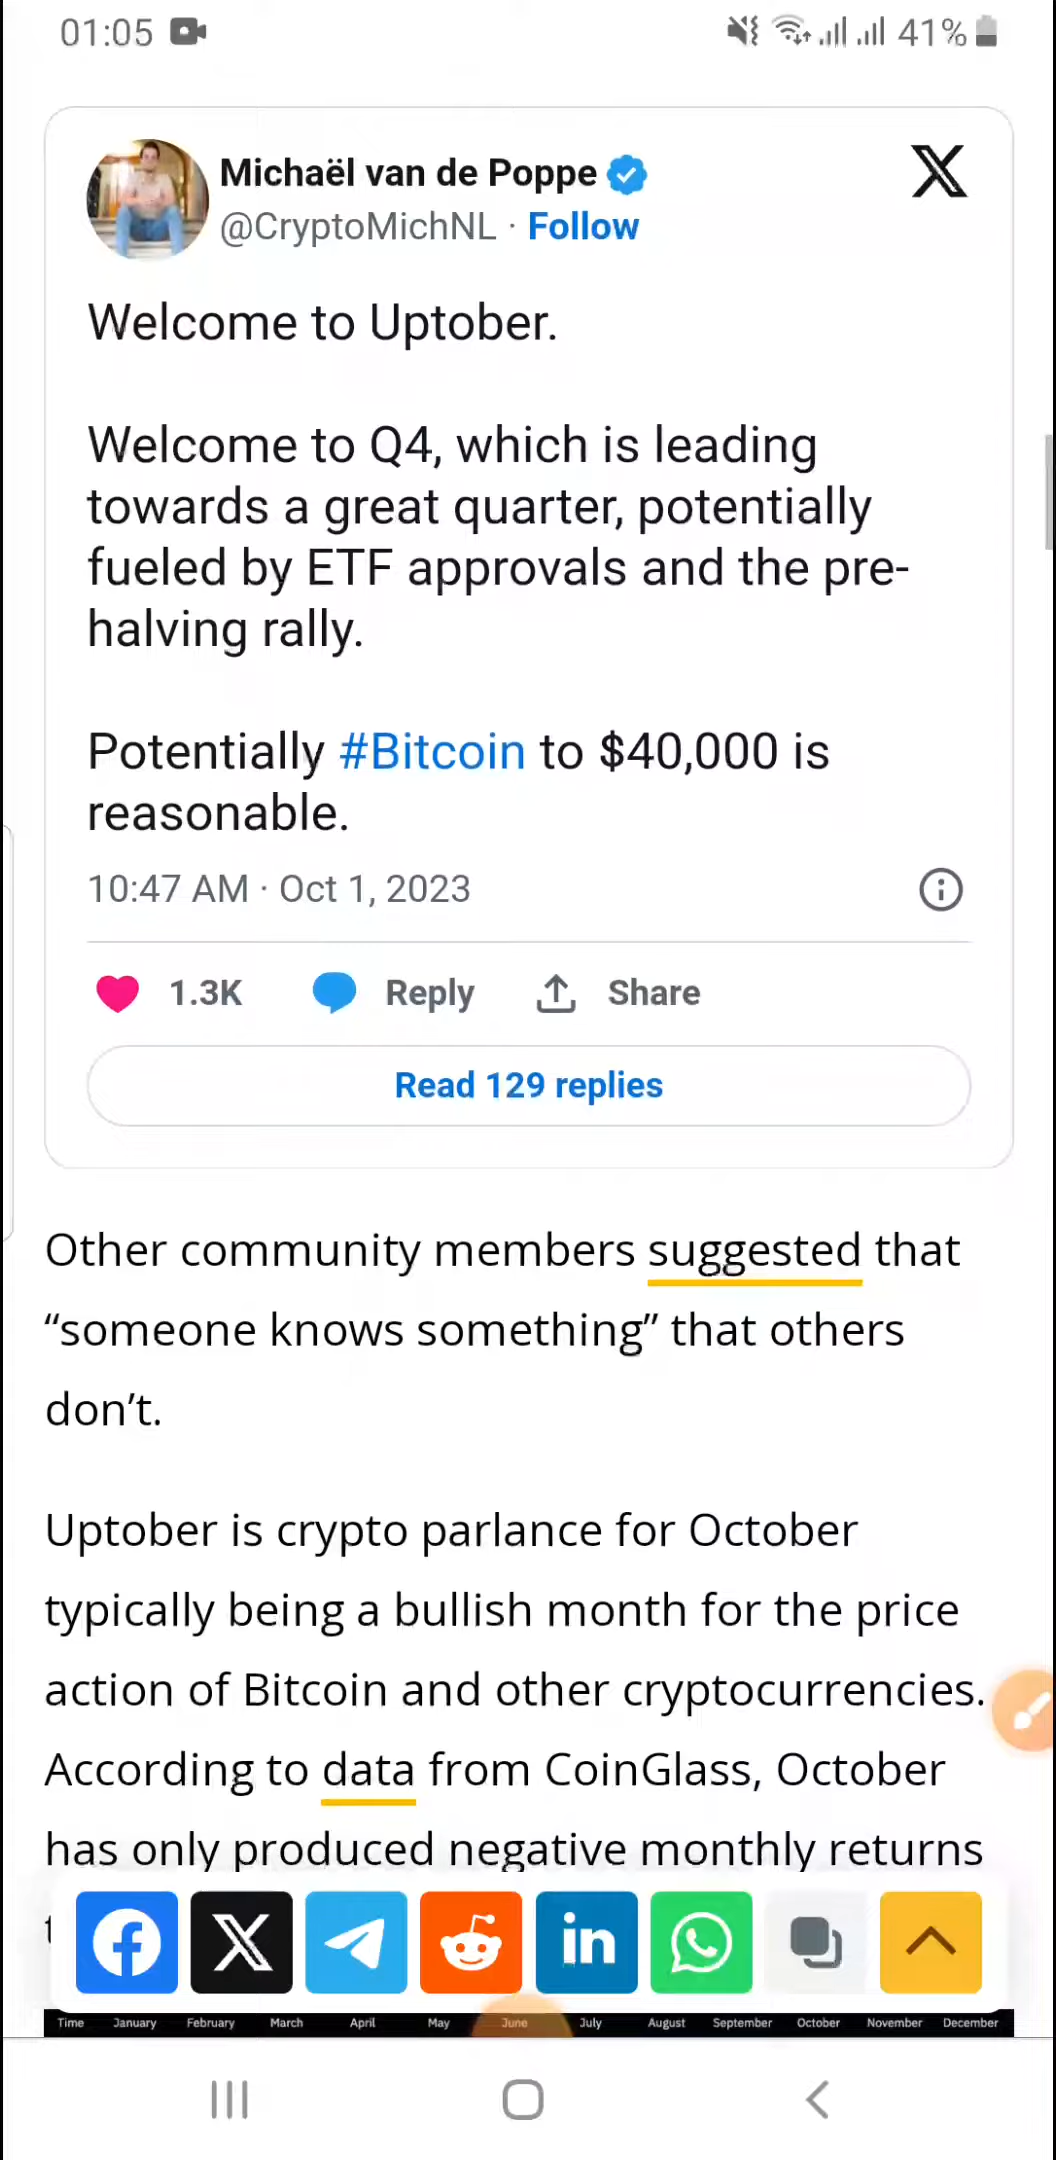 01:05 41%
Michaël van de Poppe
@CryptoMichNL · Follow
Welcome to Uptober.
Welcome to Q4, which is leading
towards a great quarter, potentially
fueled by ETF approvals and the pre-
halving rally.
Potentially #Bitcoin to $40,000 is
reasonable.
10:47 AM · Oct 1, 2023
1.3K Reply Share
Read 129 replies
Other community members suggested that
“someone knows something” that others
don’t.
Uptober is crypto parlance for October
typically being a bullish month for the price
action of Bitcoin and other cryptocurrencies.
According to data from CoinGlass, October
has only produced negative monthly returns
Time January February March April May June July August September October November December